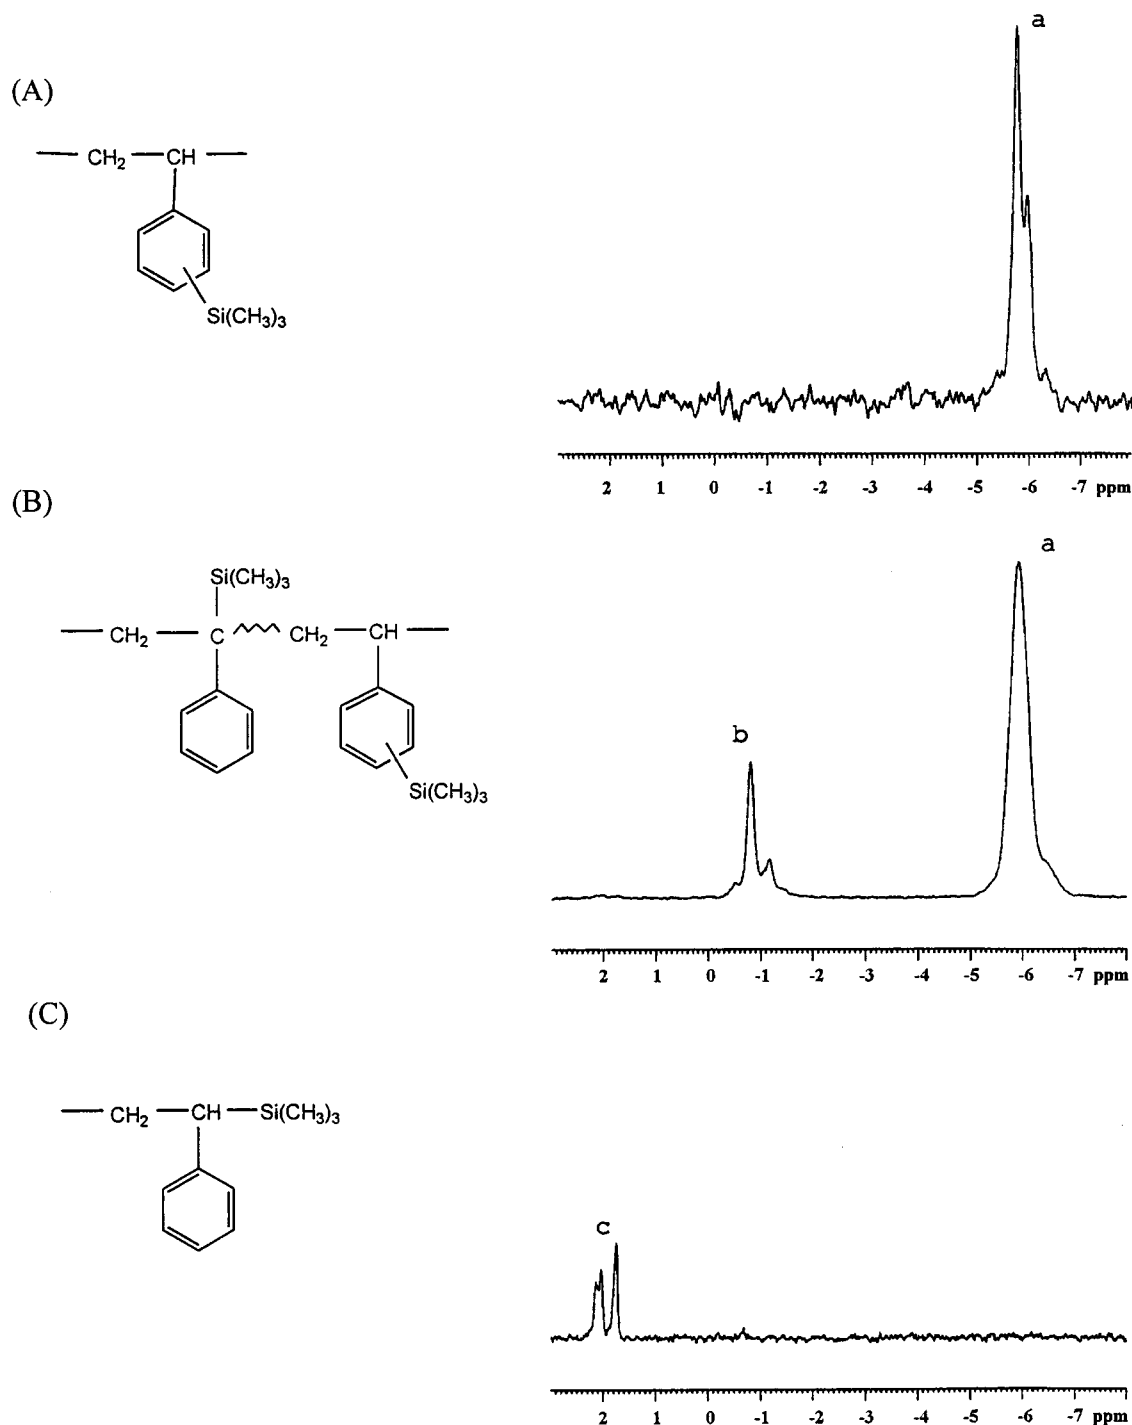 a
(A)
— CH₂ — CH —
Si(CH₃)₃
2 1 0 -1 -2 -3 -4 -5 -6 -7 ppm
(B)
a
Si(CH₃)₃
— CH₂ — C CH₂ — CH —
b
Si(CH₃)₃
2 1 0 -1 -2 -3 -4 -5 -6 -7 ppm
(C)
— CH₂ — CH — Si(CH₃)₃
c
2 1 0 -1 -2 -3 -4 -5 -6 -7 ppm